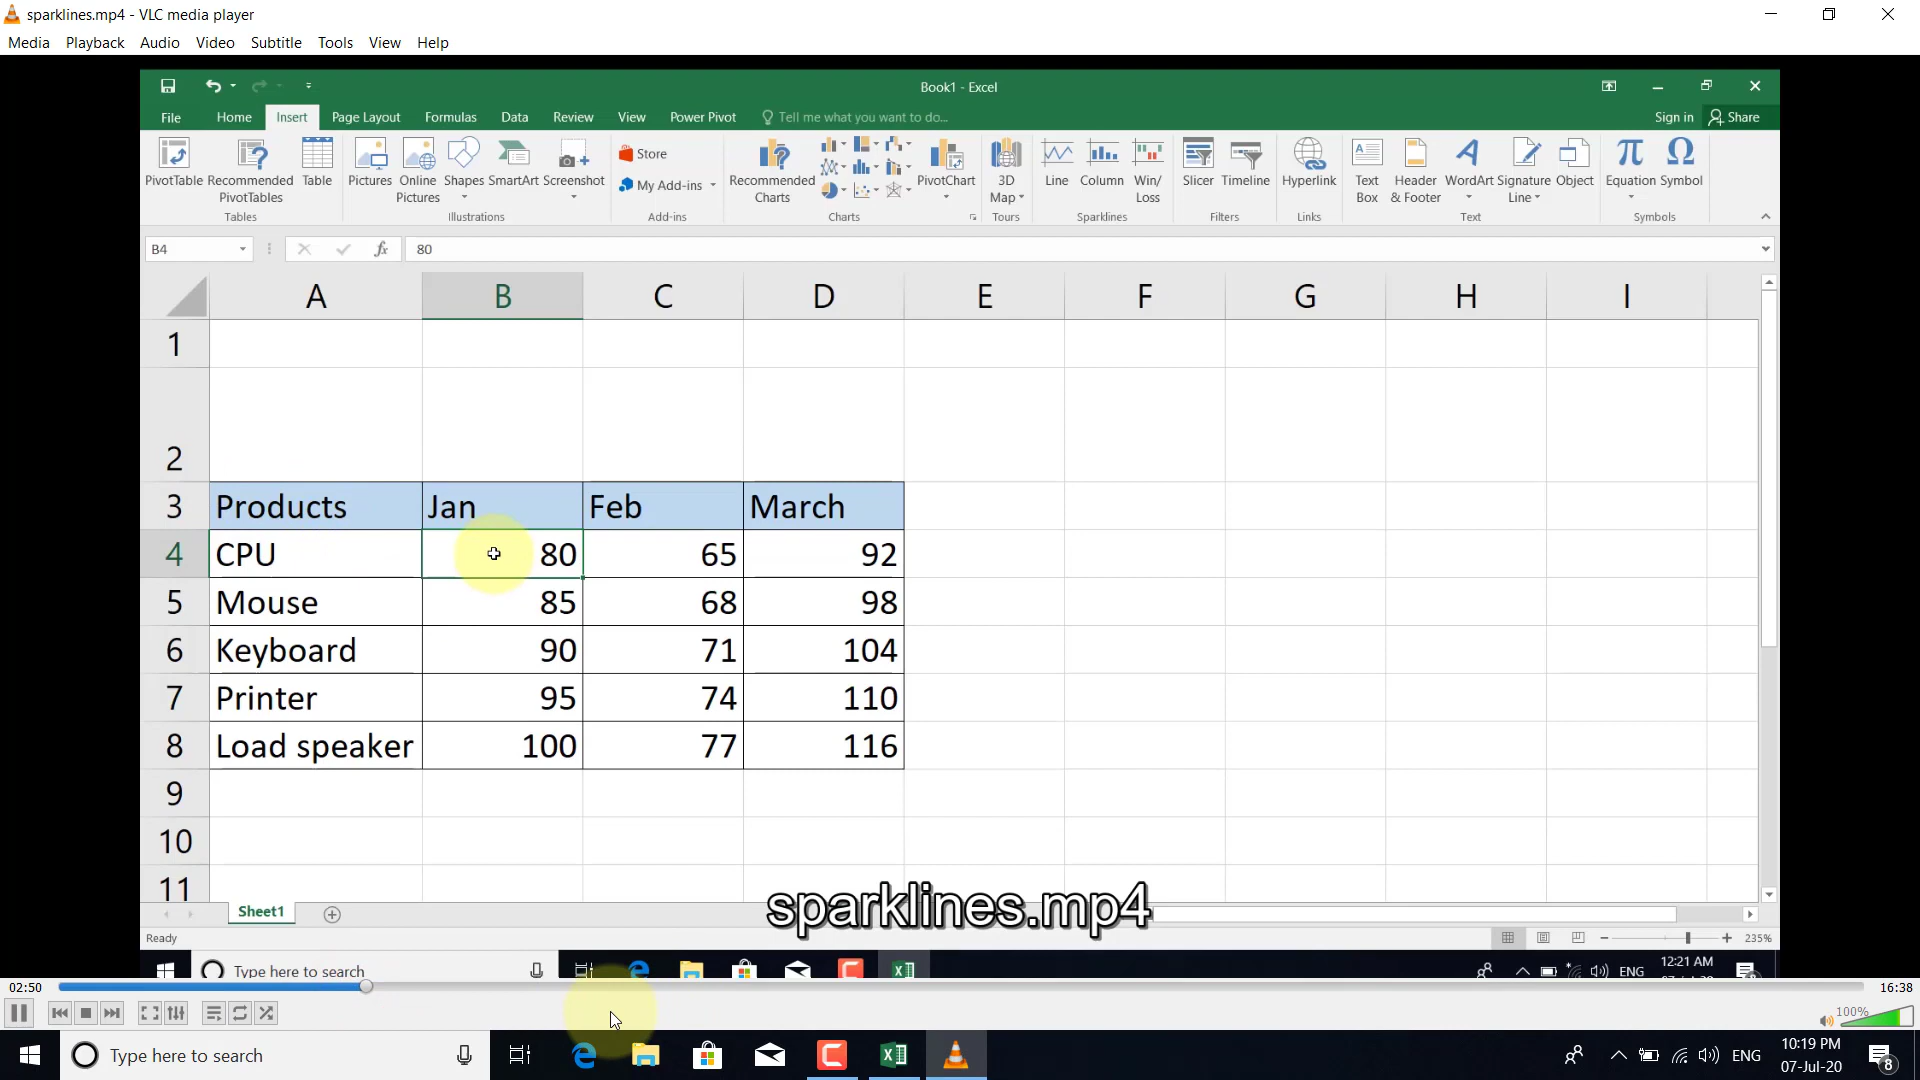 sparklines.mp4 - VLC media player
Media Playback Audio Video Subtitle Tools View Help
Book1 - Excel
File Home Insert Page Layout Formulas Data Review View Power Pivot Tell me what you want to do... Sign in Share
PivotTable Recommended PivotTables Table Pictures Online Pictures Shapes SmartArt Screenshot Store My Add-ins Recommended Charts PivotChart 3D Map Line Column Win/Loss Slicer Timeline Hyperlink Text Box Header & Footer WordArt Signature Line Object Equation Symbol
Tables Illustrations Add-ins Charts Tours Sparklines Filters Links Text Symbols
B4 fx 80
A B C D E F G H I
1
2
3 Products Jan Feb March
4 CPU 80 65 92
5 Mouse 85 68 98
6 Keyboard 90 71 104
7 Printer 95 74 110
8 Load speaker 100 77 116
9
10
11
sparklines.mp4
Sheet1
Ready 235%
Type here to search ENG 12:21 AM
02:50 16:38
100%
Type here to search ENG 10:19 PM
07-Jul-20 8